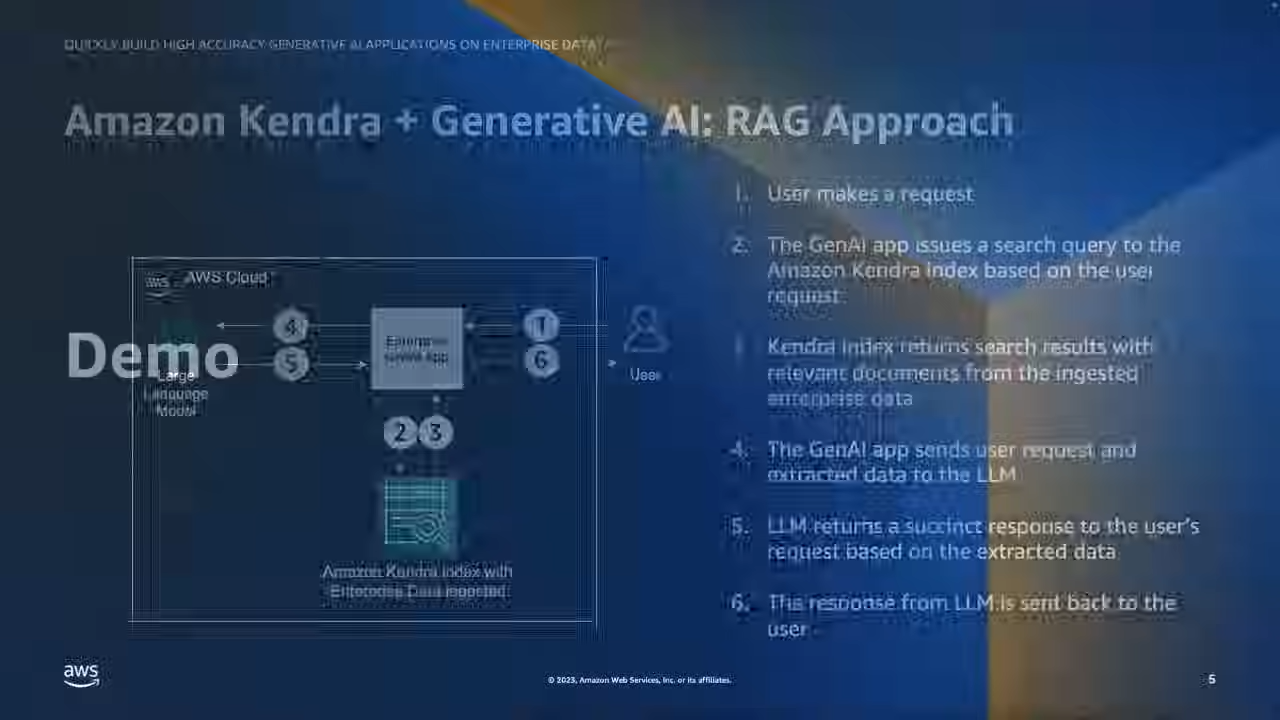 QUICKLY BUILD HIGH ACCURACY GENERATIVE AI APPLICATIONS ON ENTERPRISE DATA
Amazon Kendra + Generative AI: RAG Approach
Demo
aws
AWS Cloud
4
5
Large
Language
Model
Enterprise
1
6
User
2 3
Amazon Kendra index with
Enterprise Data ingested
1. User makes a request
2. The GenAI app issues a search query to the
Amazon Kendra index based on the user
request
Kendra index returns search results with
relevant documents from the ingested
enterprise data
4. The GenAI app sends user request and
extracted data to the LLM
5. LLM returns a succinct response to the user's
request based on the extracted data
6. The response from LLM is sent back to the
user
aws
© 2023, Amazon Web Services, Inc. or its affiliates.
5